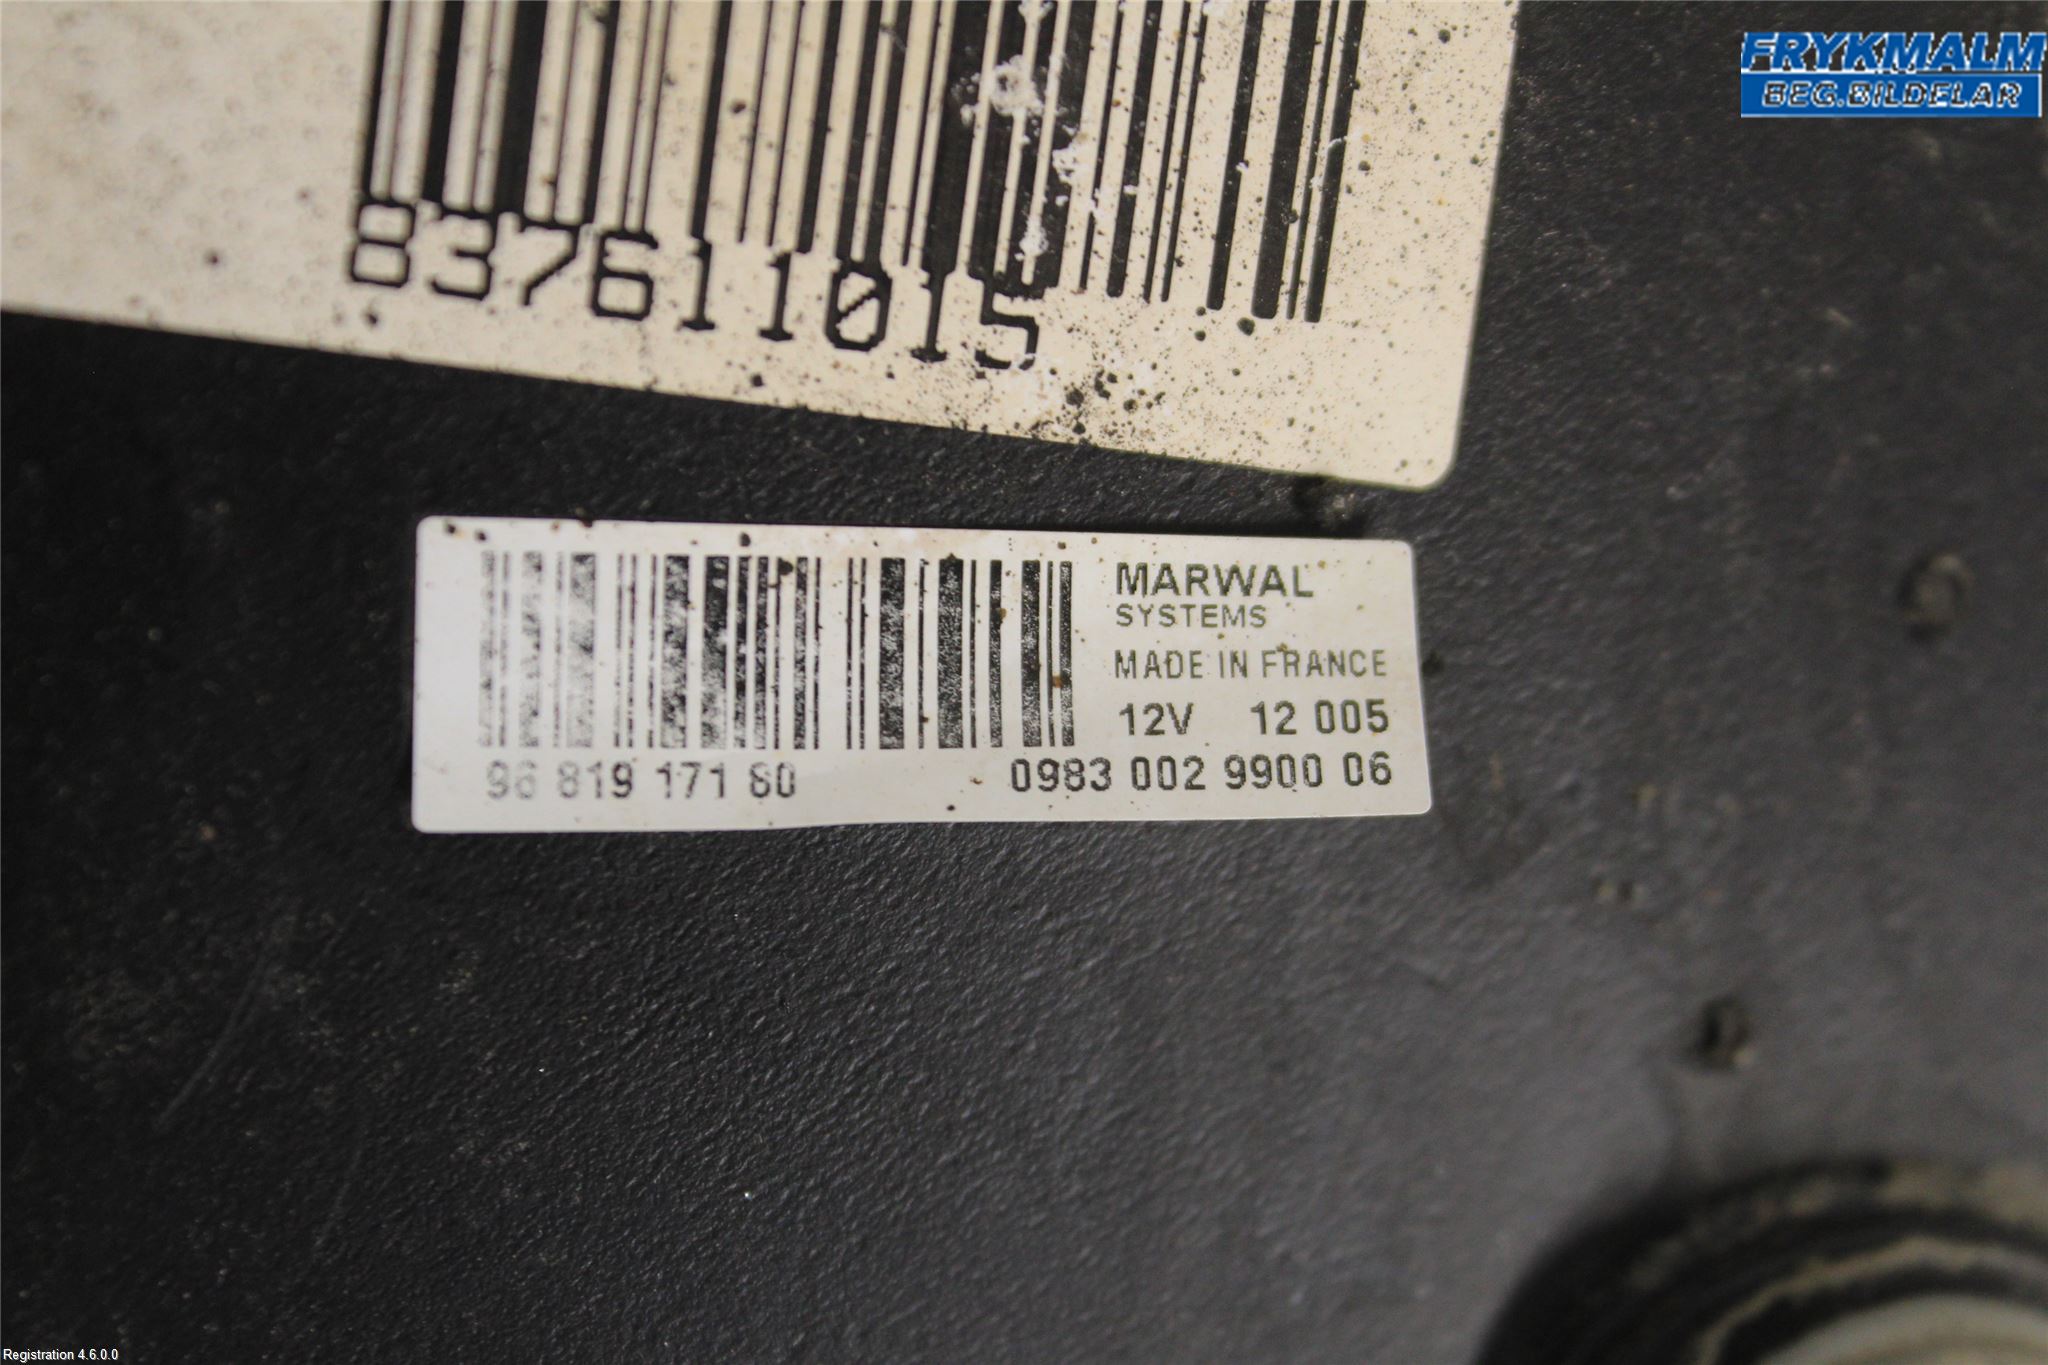 FRYKMALM
BEG.BILDELAR
837611015
MARWAL
SYSTEMS
MADE IN FRANCE
12V 12 005
96 819 171 80 0983 002 9900 06
Registration 4.6.0.0